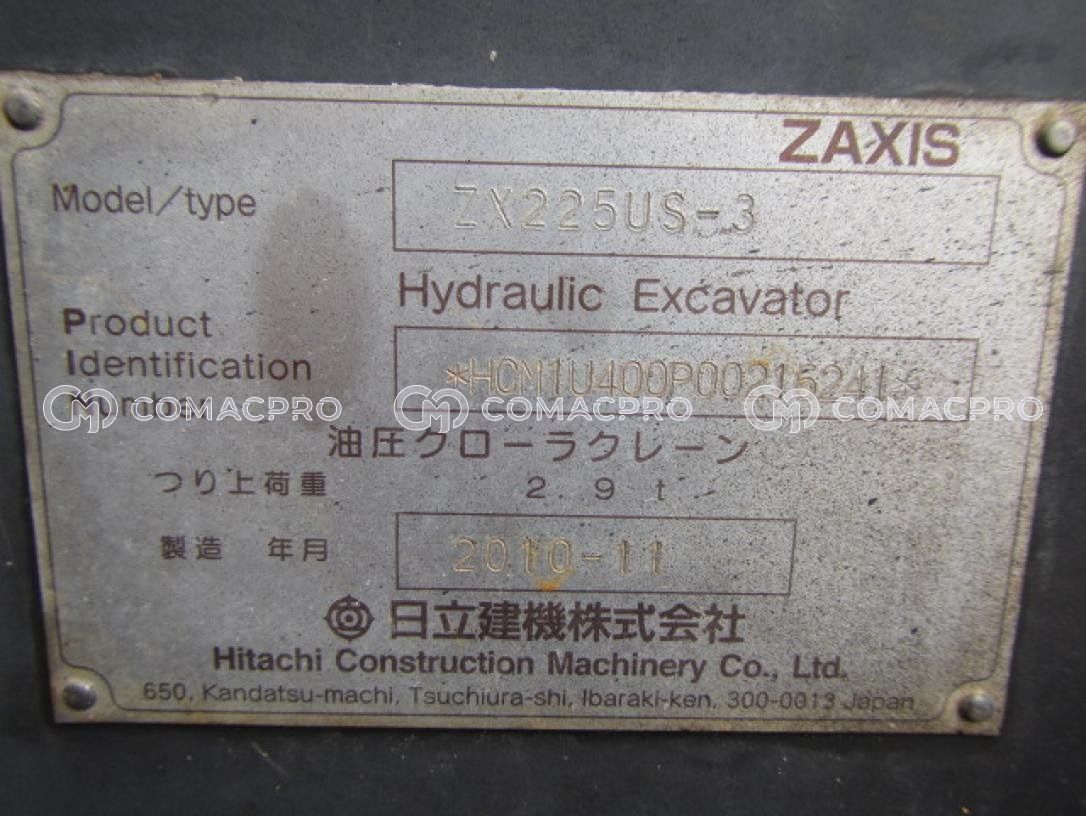 ZAXIS
Model/type ZX225US-3
Hydraulic Excavator
Product
Identification
Number *HCM1U400P00216241*
COMACPRO COMACPRO COMACPRO
油圧クローラクレーン
つり上荷重 2.9 t
製造 年月 2010-11
日立建機株式会社
Hitachi Construction Machinery Co., Ltd.
650, Kandatsu-machi, Tsuchiura-shi, Ibaraki-ken, 300-0013 Japan